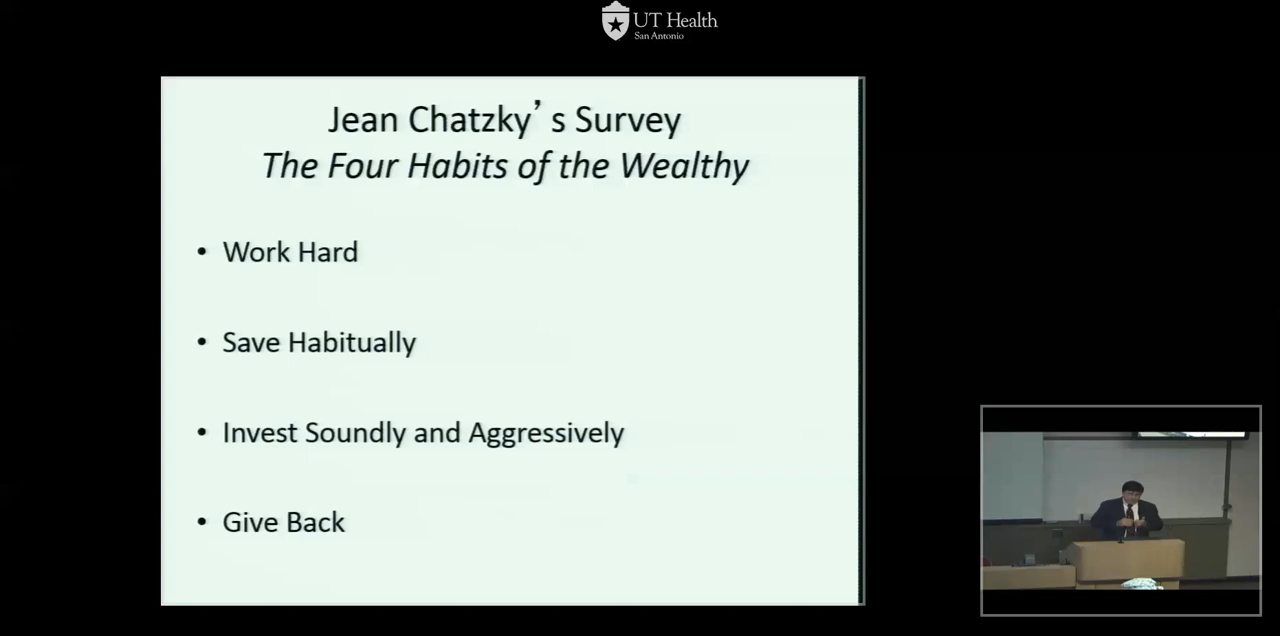 UT Health
San Antonio
Jean Chatzky’s Survey
The Four Habits of the Wealthy
• Work Hard
• Save Habitually
• Invest Soundly and Aggressively
• Give Back